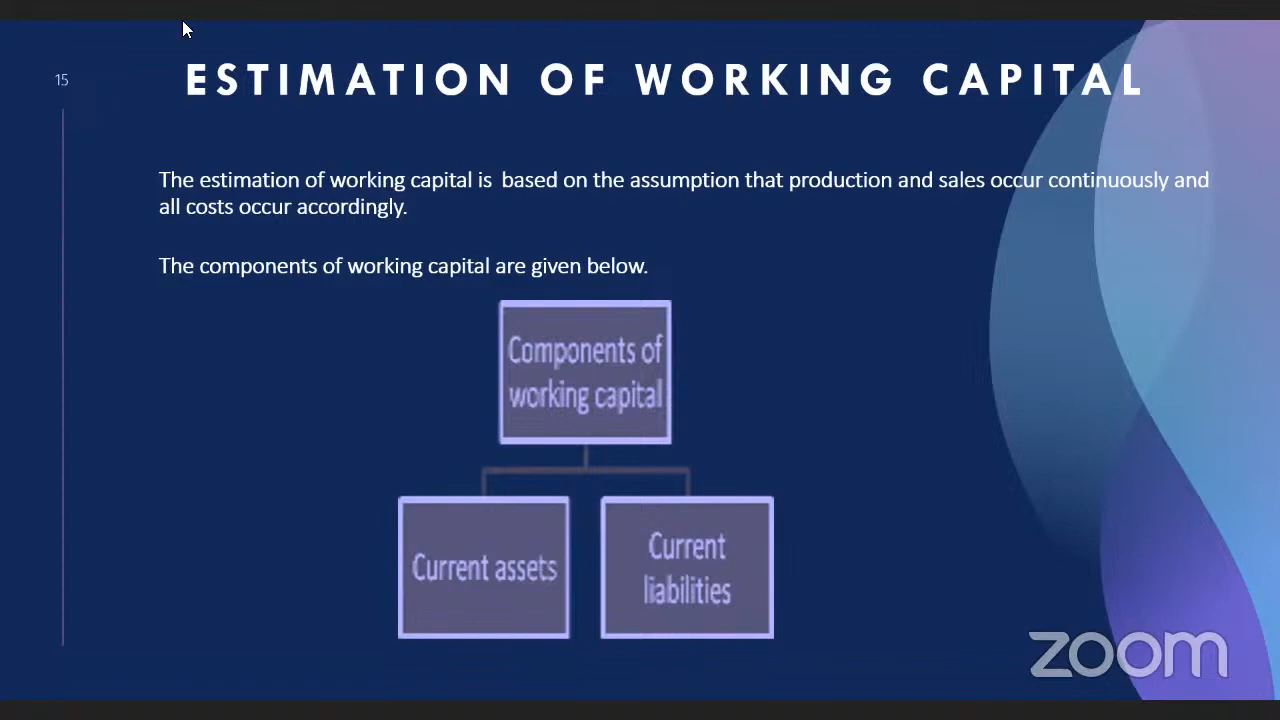 15
ESTIMATION OF WORKING CAPITAL
The estimation of working capital is based on the assumption that production and sales occur continuously and
all costs occur accordingly.
The components of working capital are given below.
Components of
working capital
Current assets
Current
liabilities
zoom